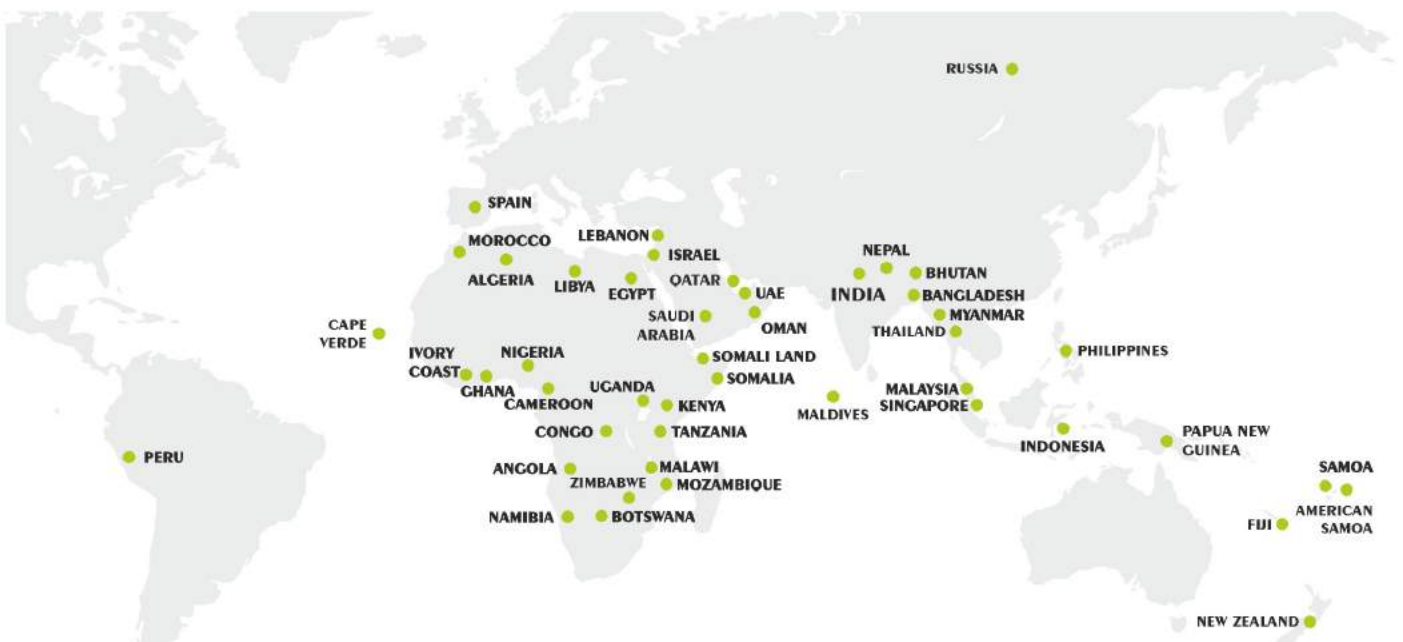 RUSSIA
SPAIN
LEBANON
MOROCCO
ISRAEL
NEPAL
ALGERIA
LIBYA
EGYPT
QATAR
BHUTAN
UAE
INDIA
BANGLADESH
SAUDI
ARABIA
OMAN
MYANMAR
THAILAND
CAPE
VERDE
IVORY
COAST
NIGERIA
SOMALI LAND
PHILIPPINES
GHANA
UGANDA
SOMALIA
CAMEROON
KENYA
MALDIVES
MALAYSIA
SINGAPORE
CONGO
TANZANIA
INDONESIA
PAPUA NEW
GUINEA
PERU
ANGOLA
MALAWI
ZIMBABWE
MOZAMBIQUE
SAMOA
NAMIBIA
BOTSWANA
FIJI
AMERICAN
SAMOA
NEW ZEALAND